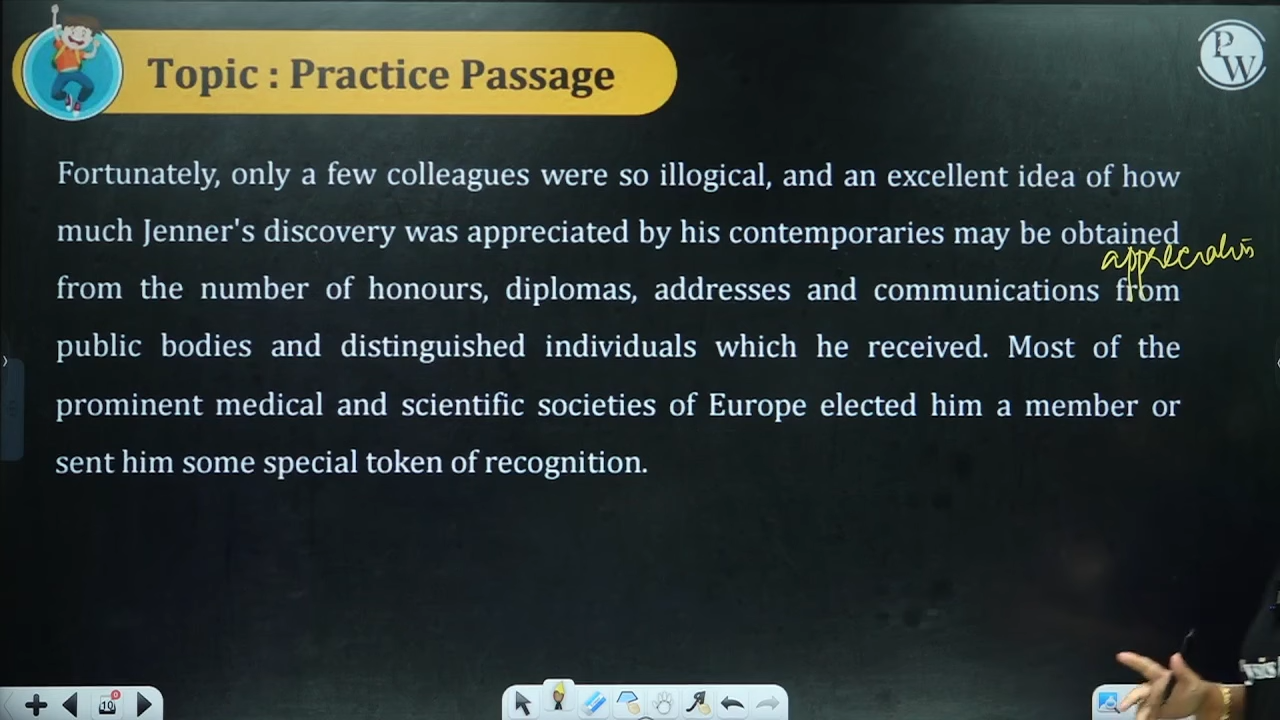 Topic : Practice Passage
PW
Fortunately, only a few colleagues were so illogical, and an excellent idea of how
much Jenner's discovery was appreciated by his contemporaries may be obtained
from the number of honours, diplomas, addresses and communications from
public bodies and distinguished individuals which he received. Most of the
prominent medical and scientific societies of Europe elected him a member or
sent him some special token of recognition.
10